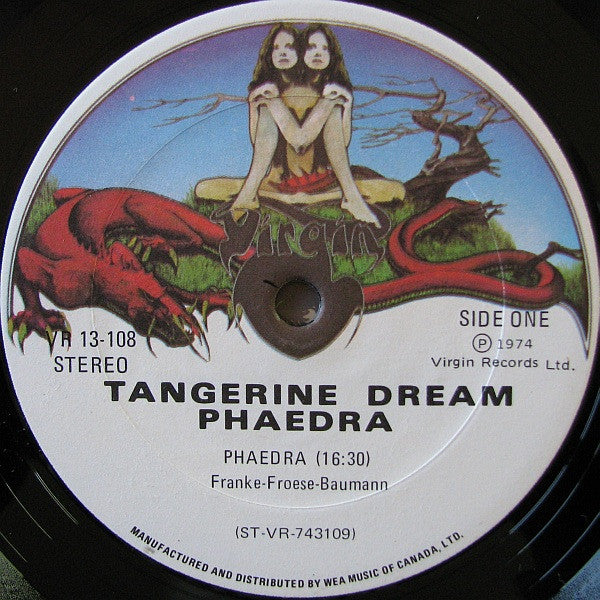 Virgin
VR 13-108
STEREO
SIDE ONE
Ⓟ 1974
Virgin Records Ltd.
TANGERINE DREAM
PHAEDRA
PHAEDRA (16:30)
Franke-Froese-Baumann
(ST-VR-743109)
MANUFACTURED AND DISTRIBUTED BY WEA MUSIC OF CANADA, LTD.